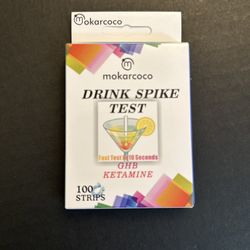 mokarcoco
m
mokarcoco
DRINK SPIKE
TEST
Fast Test in 10 Seconds
GHB
KETAMINE
100
STRIPS